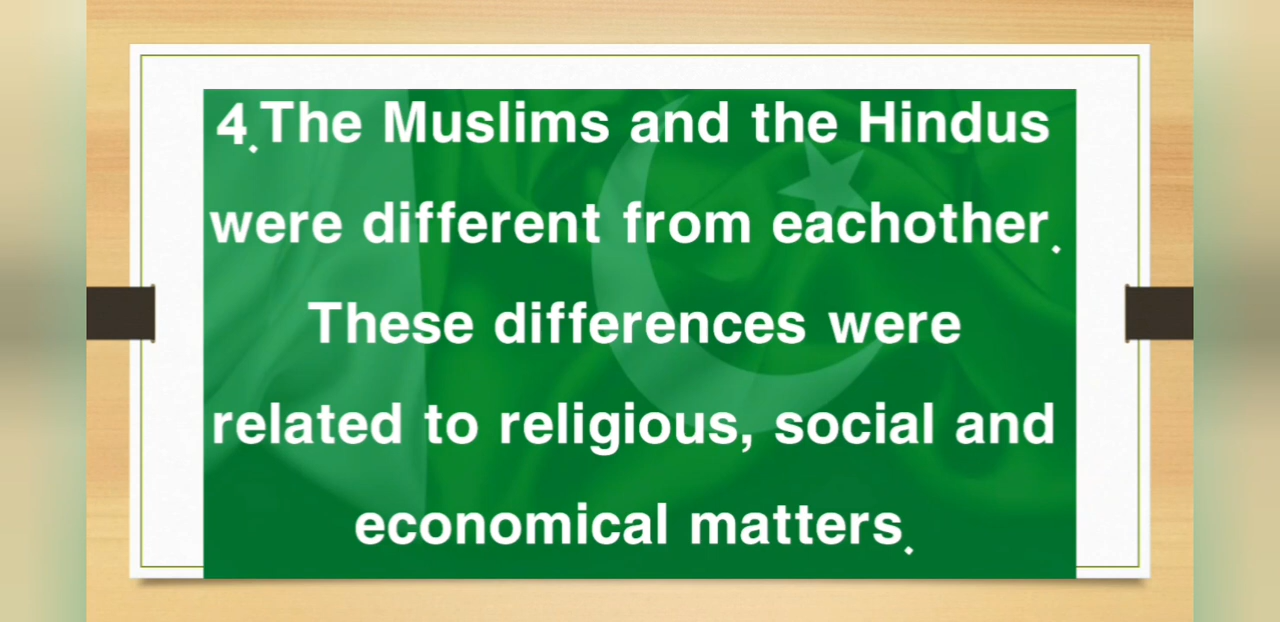 4.The Muslims and the Hindus
were different from eachother.
These differences were
related to religious, social and
economical matters.